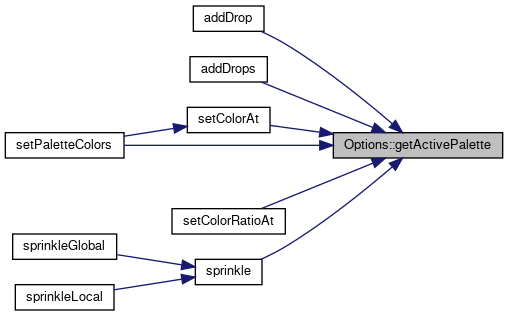 addDrop
addDrops
setColorAt
setPaletteColors
Options::getActivePalette
setColorRatioAt
sprinkleGlobal
sprinkle
sprinkleLocal